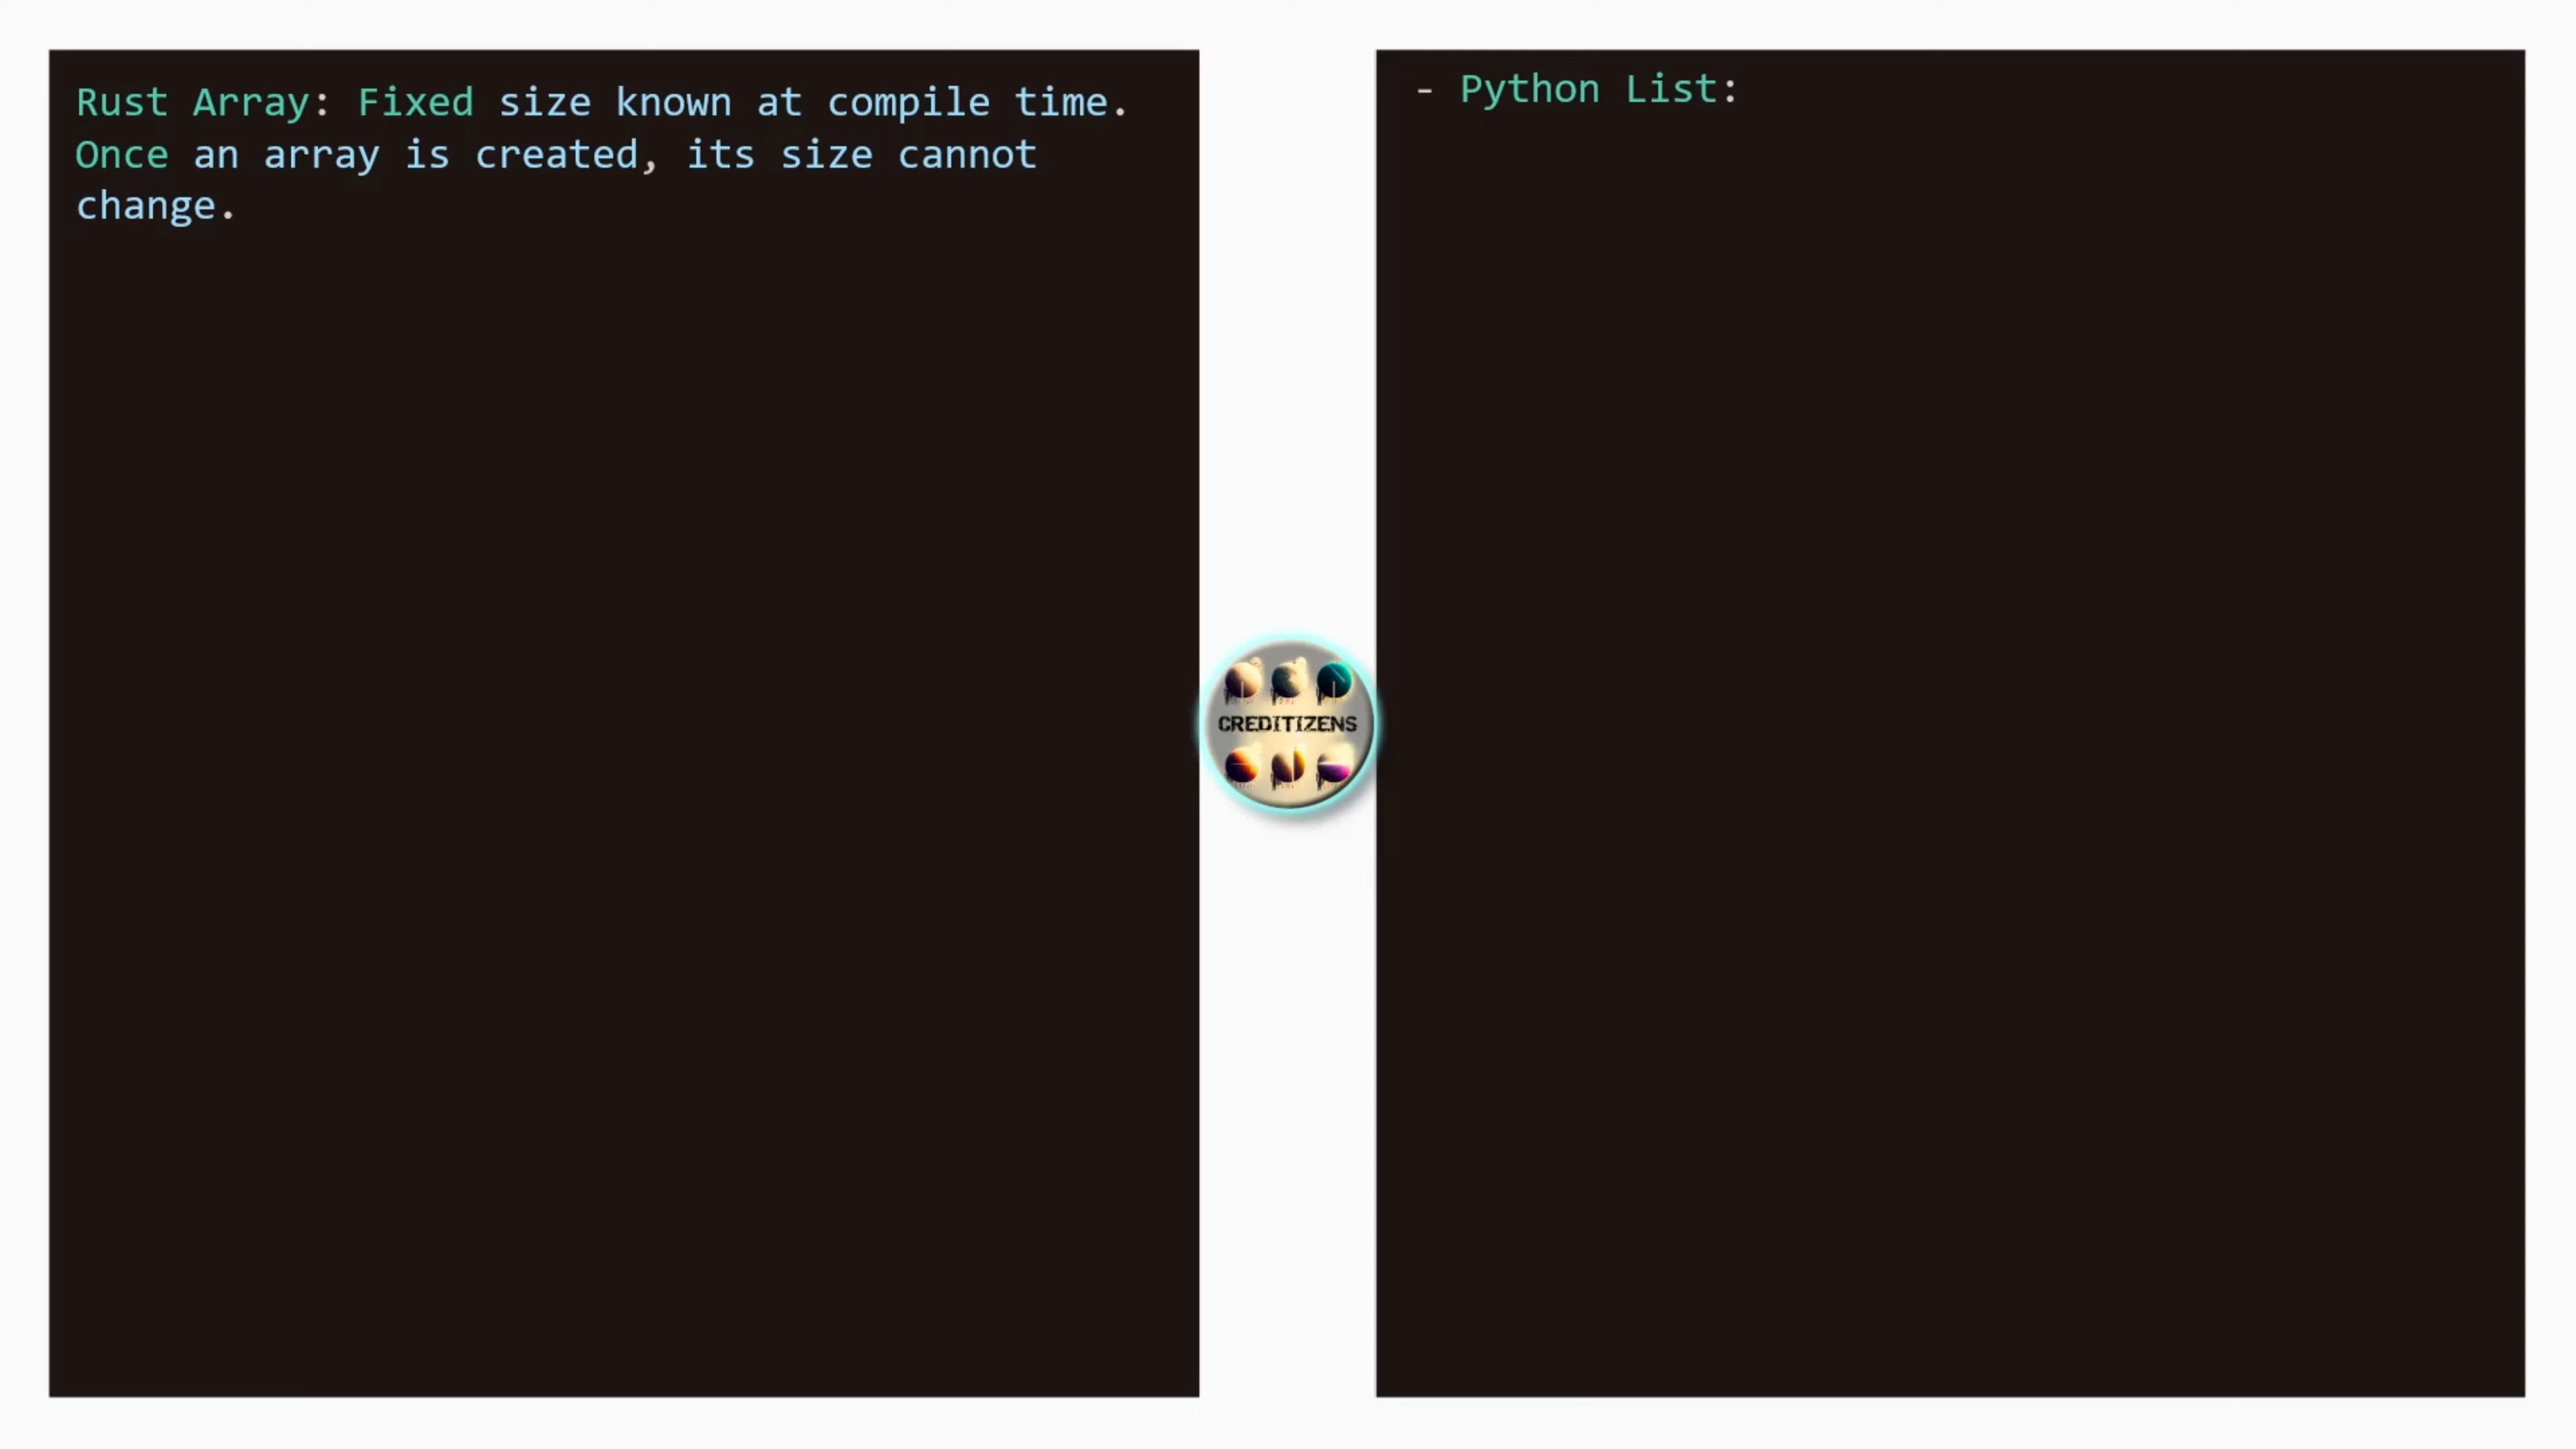 Rust Array: Fixed size known at compile time.
Once an array is created, its size cannot
change.
- Python List:
CREDITIZENS